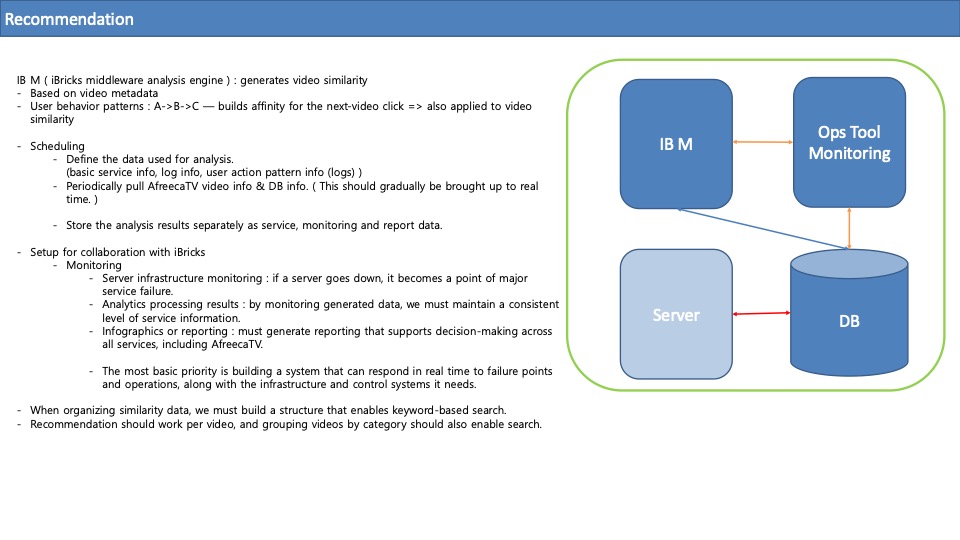 Recommendation
IB M ( iBricks middleware analysis engine ) : generates video similarity
- Based on video metadata
- User behavior patterns : A->B->C — builds affinity for the next-video click => also applied to video
similarity
- Scheduling
- Define the data used for analysis.
(basic service info, log info, user action pattern info (logs) )
- Periodically pull AfreecaTV video info & DB info. ( This should gradually be brought up to real
time. )
- Store the analysis results separately as service, monitoring and report data.
- Setup for collaboration with iBricks
- Monitoring
- Server infrastructure monitoring : if a server goes down, it becomes a point of major
service failure.
- Analytics processing results : by monitoring generated data, we must maintain a consistent
level of service information.
- Infographics or reporting : must generate reporting that supports decision-making across
all services, including AfreecaTV.
- The most basic priority is building a system that can respond in real time to failure points
and operations, along with the infrastructure and control systems it needs.
- When organizing similarity data, we must build a structure that enables keyword-based search.
- Recommendation should work per video, and grouping videos by category should also enable search.
IB M
Ops Tool
Monitoring
Server
DB